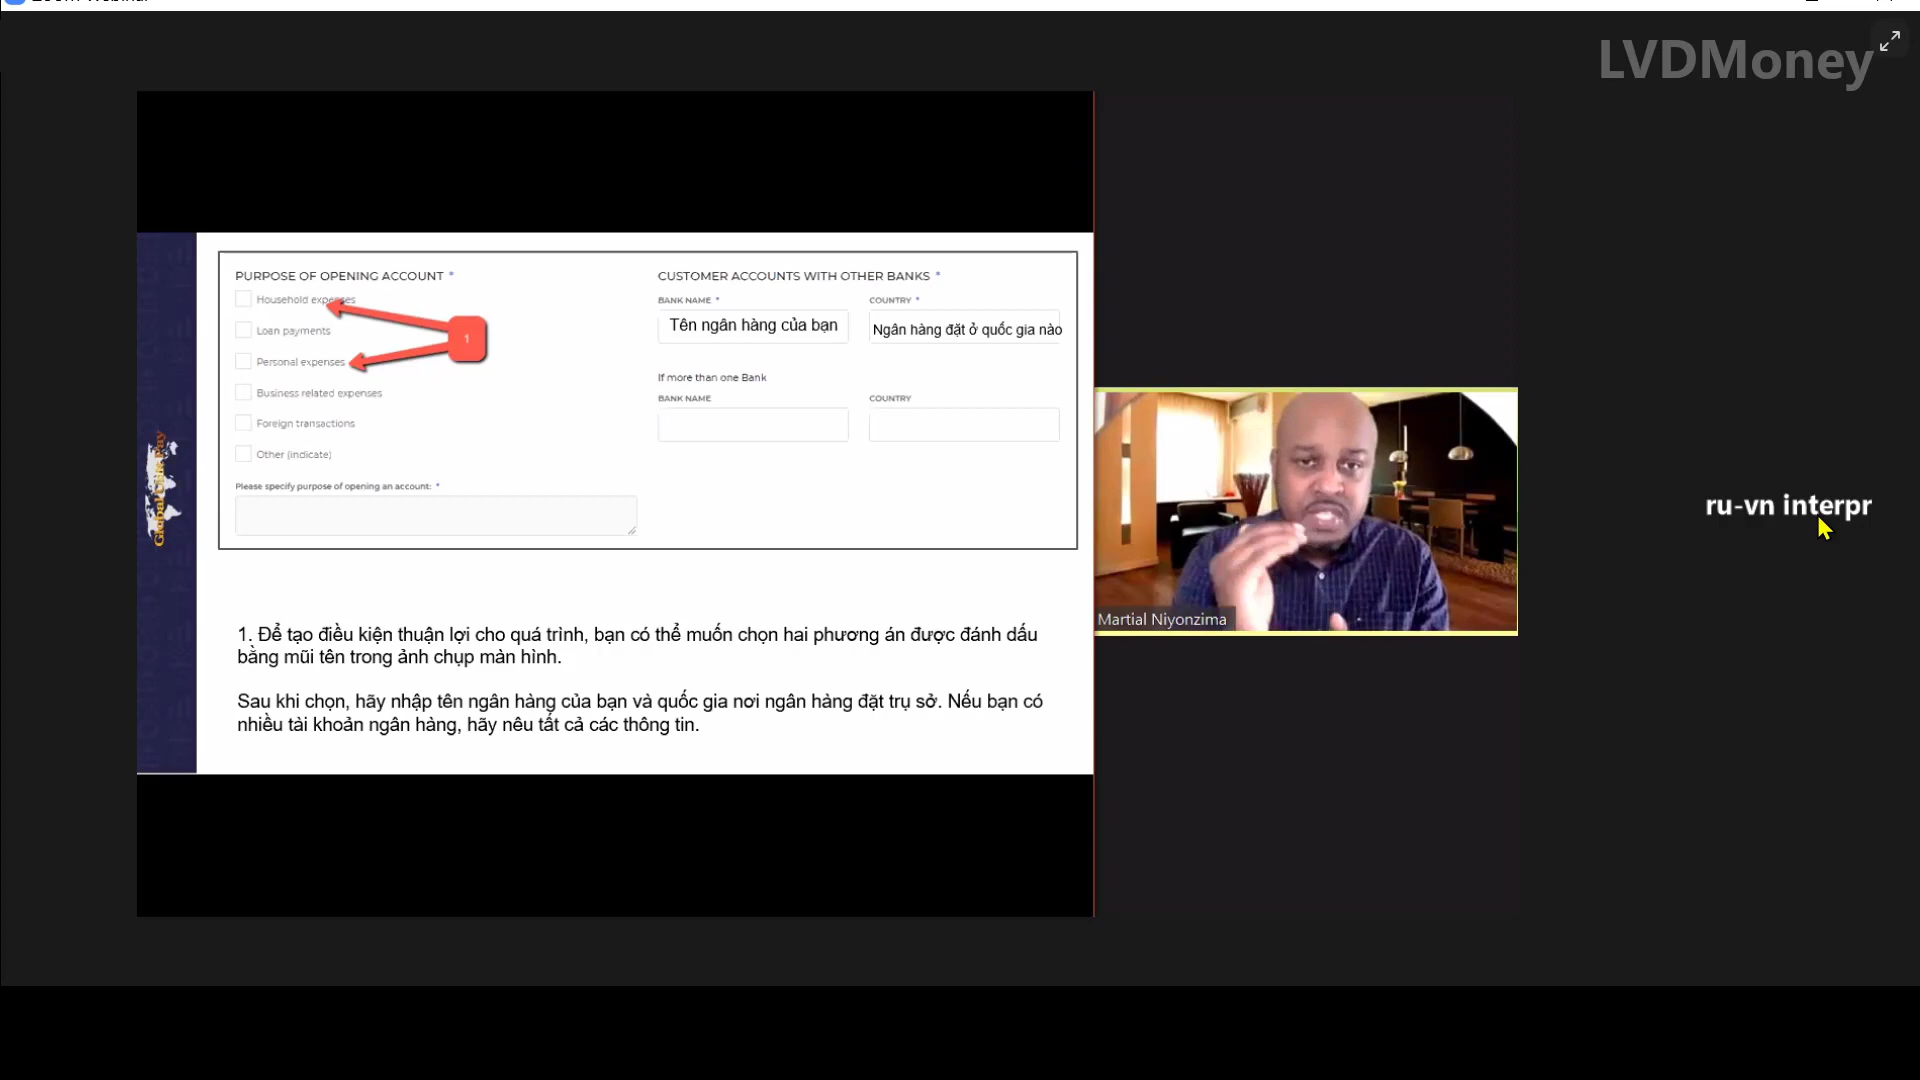 Zoom Webinar
LVDMoney
PURPOSE OF OPENING ACCOUNT *
Household expenses
Loan payments
Personal expenses
Business related expenses
Foreign transactions
Other (indicate)
Please specify purpose of opening an account: *
1
CUSTOMER ACCOUNTS WITH OTHER BANKS *
BANK NAME * COUNTRY *
Tên ngân hàng của bạn Ngân hàng đặt ở quốc gia nào
If more than one Bank
BANK NAME COUNTRY
1. Để tạo điều kiện thuận lợi cho quá trình, bạn có thể muốn chọn hai phương án được đánh dấu
bằng mũi tên trong ảnh chụp màn hình.
Sau khi chọn, hãy nhập tên ngân hàng của bạn và quốc gia nơi ngân hàng đặt trụ sở. Nếu bạn có
nhiều tài khoản ngân hàng, hãy nêu tất cả các thông tin.
Martial Niyonzima
ru-vn interpr